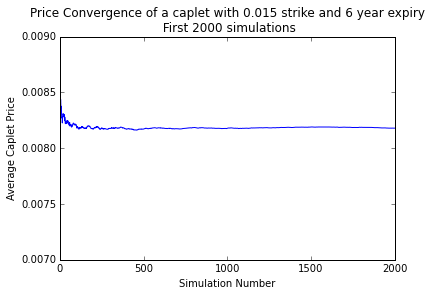 Price Convergence of a caplet with 0.015 strike and 6 year expiry
First 2000 simulations
0.0090
0.0085
0.0080
0.0075
0.0070
Average Caplet Price
0 500 1000 1500 2000
Simulation Number